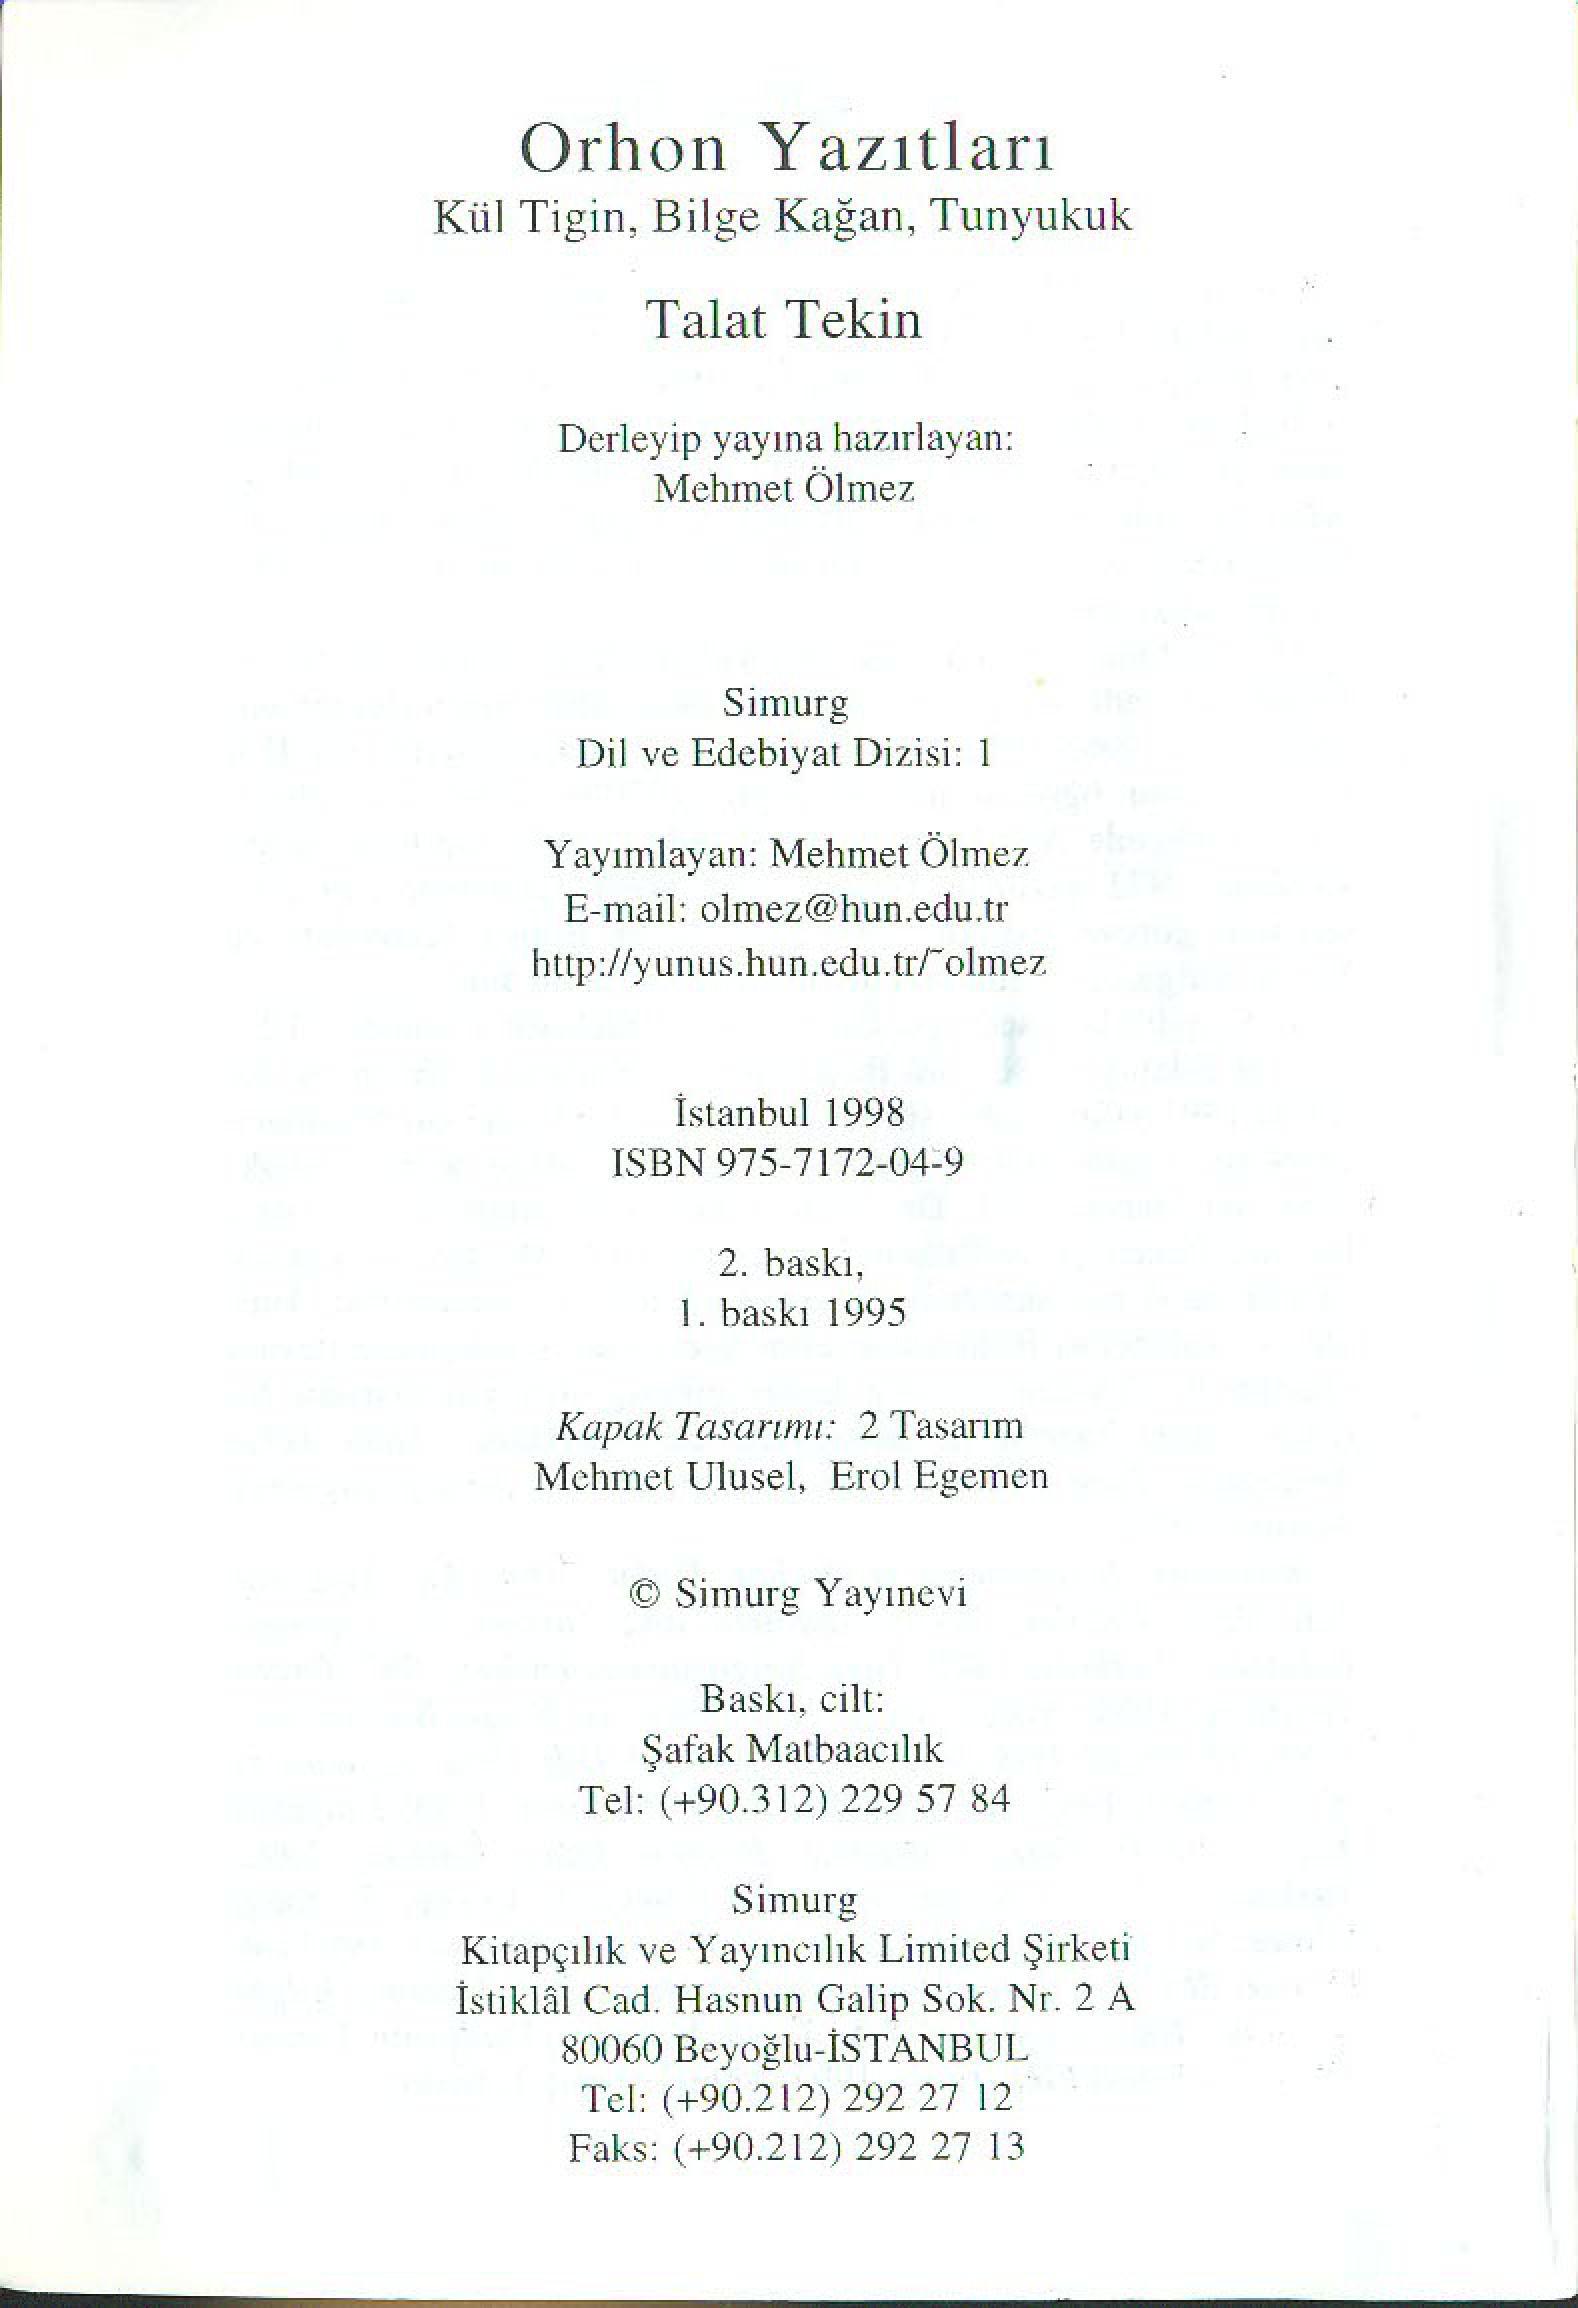 Orhon Yazıtları
Kül Tigin, Bilge Kağan, Tunyukuk
Talat Tekin
Derleyip yayına hazırlayan:
Mehmet Ölmez
Simurg
Dil ve Edebiyat Dizisi: 1
Yayımlayan: Mehmet Ölmez
E-mail: olmez@hun.edu.tr
http://yunus.hun.edu.tr/~olmez
İstanbul 1998
ISBN 975-7172-04-9
2. baskı,
1. baskı 1995
Kapak Tasarımı: 2 Tasarım
Mehmet Ulusel, Erol Egemen
© Simurg Yayınevi
Baskı, cilt:
Şafak Matbaacılık
Tel: (+90.312) 229 57 84
Simurg
Kitapçılık ve Yayıncılık Limited Şirketi
İstiklâl Cad. Hasnun Galip Sok. Nr. 2 A
80060 Beyoğlu-İSTANBUL
Tel: (+90.212) 292 27 12
Faks: (+90.212) 292 27 13